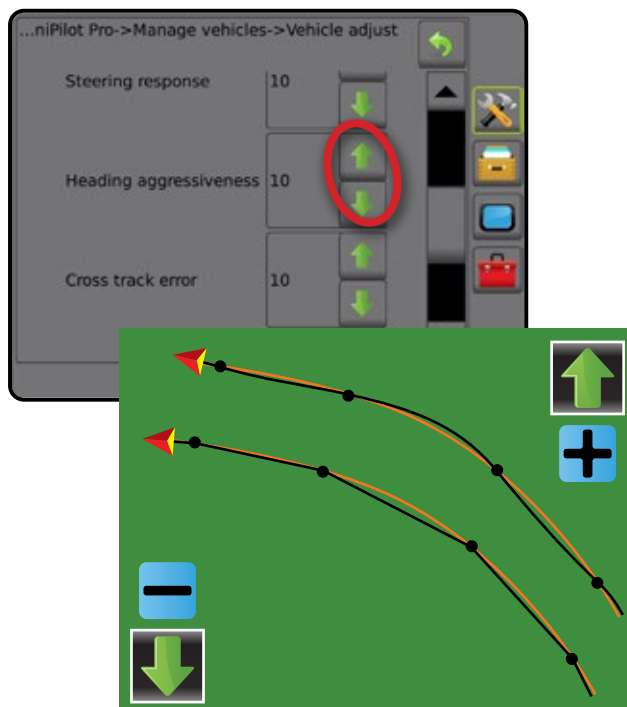 ...niPilot Pro->Manage vehicles->Vehicle adjust
Steering response 10
Heading aggressiveness 10
Cross track error 10